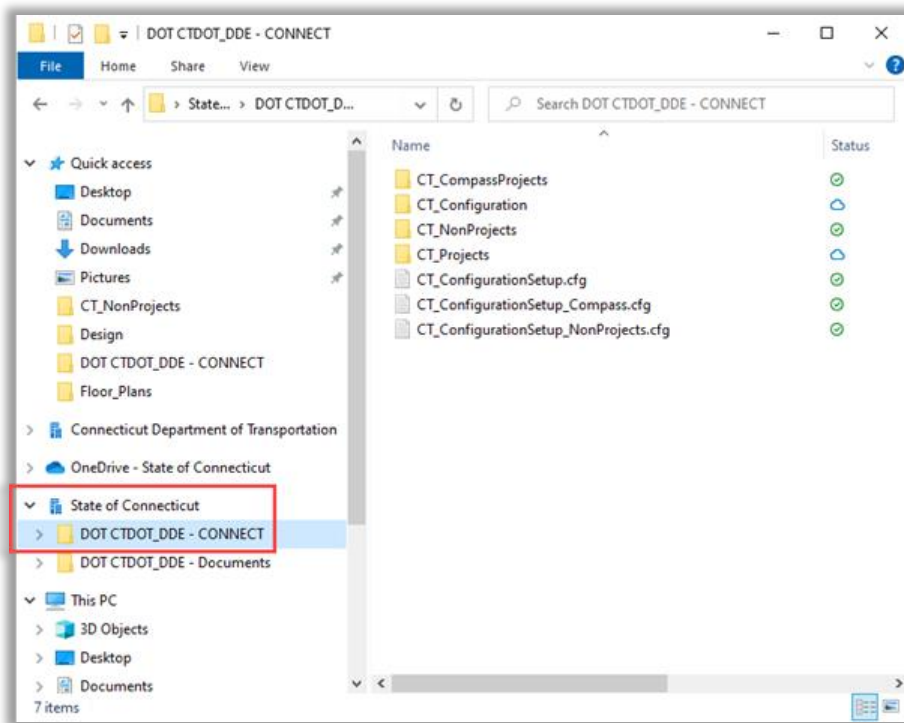 DOT CTDOT_DDE - CONNECT
File Home Share View
State... > DOT CTDOT_D... Search DOT CTDOT_DDE - CONNECT
Quick access
Desktop
Documents
Downloads
Pictures
CT_NonProjects
Design
DOT CTDOT_DDE - CONNECT
Floor_Plans
Connecticut Department of Transportation
OneDrive - State of Connecticut
State of Connecticut
DOT CTDOT_DDE - CONNECT
DOT CTDOT_DDE - Documents
This PC
3D Objects
Desktop
Documents
Name Status
CT_CompassProjects
CT_Configuration
CT_NonProjects
CT_Projects
CT_ConfigurationSetup.cfg
CT_ConfigurationSetup_Compass.cfg
CT_ConfigurationSetup_NonProjects.cfg
7 items